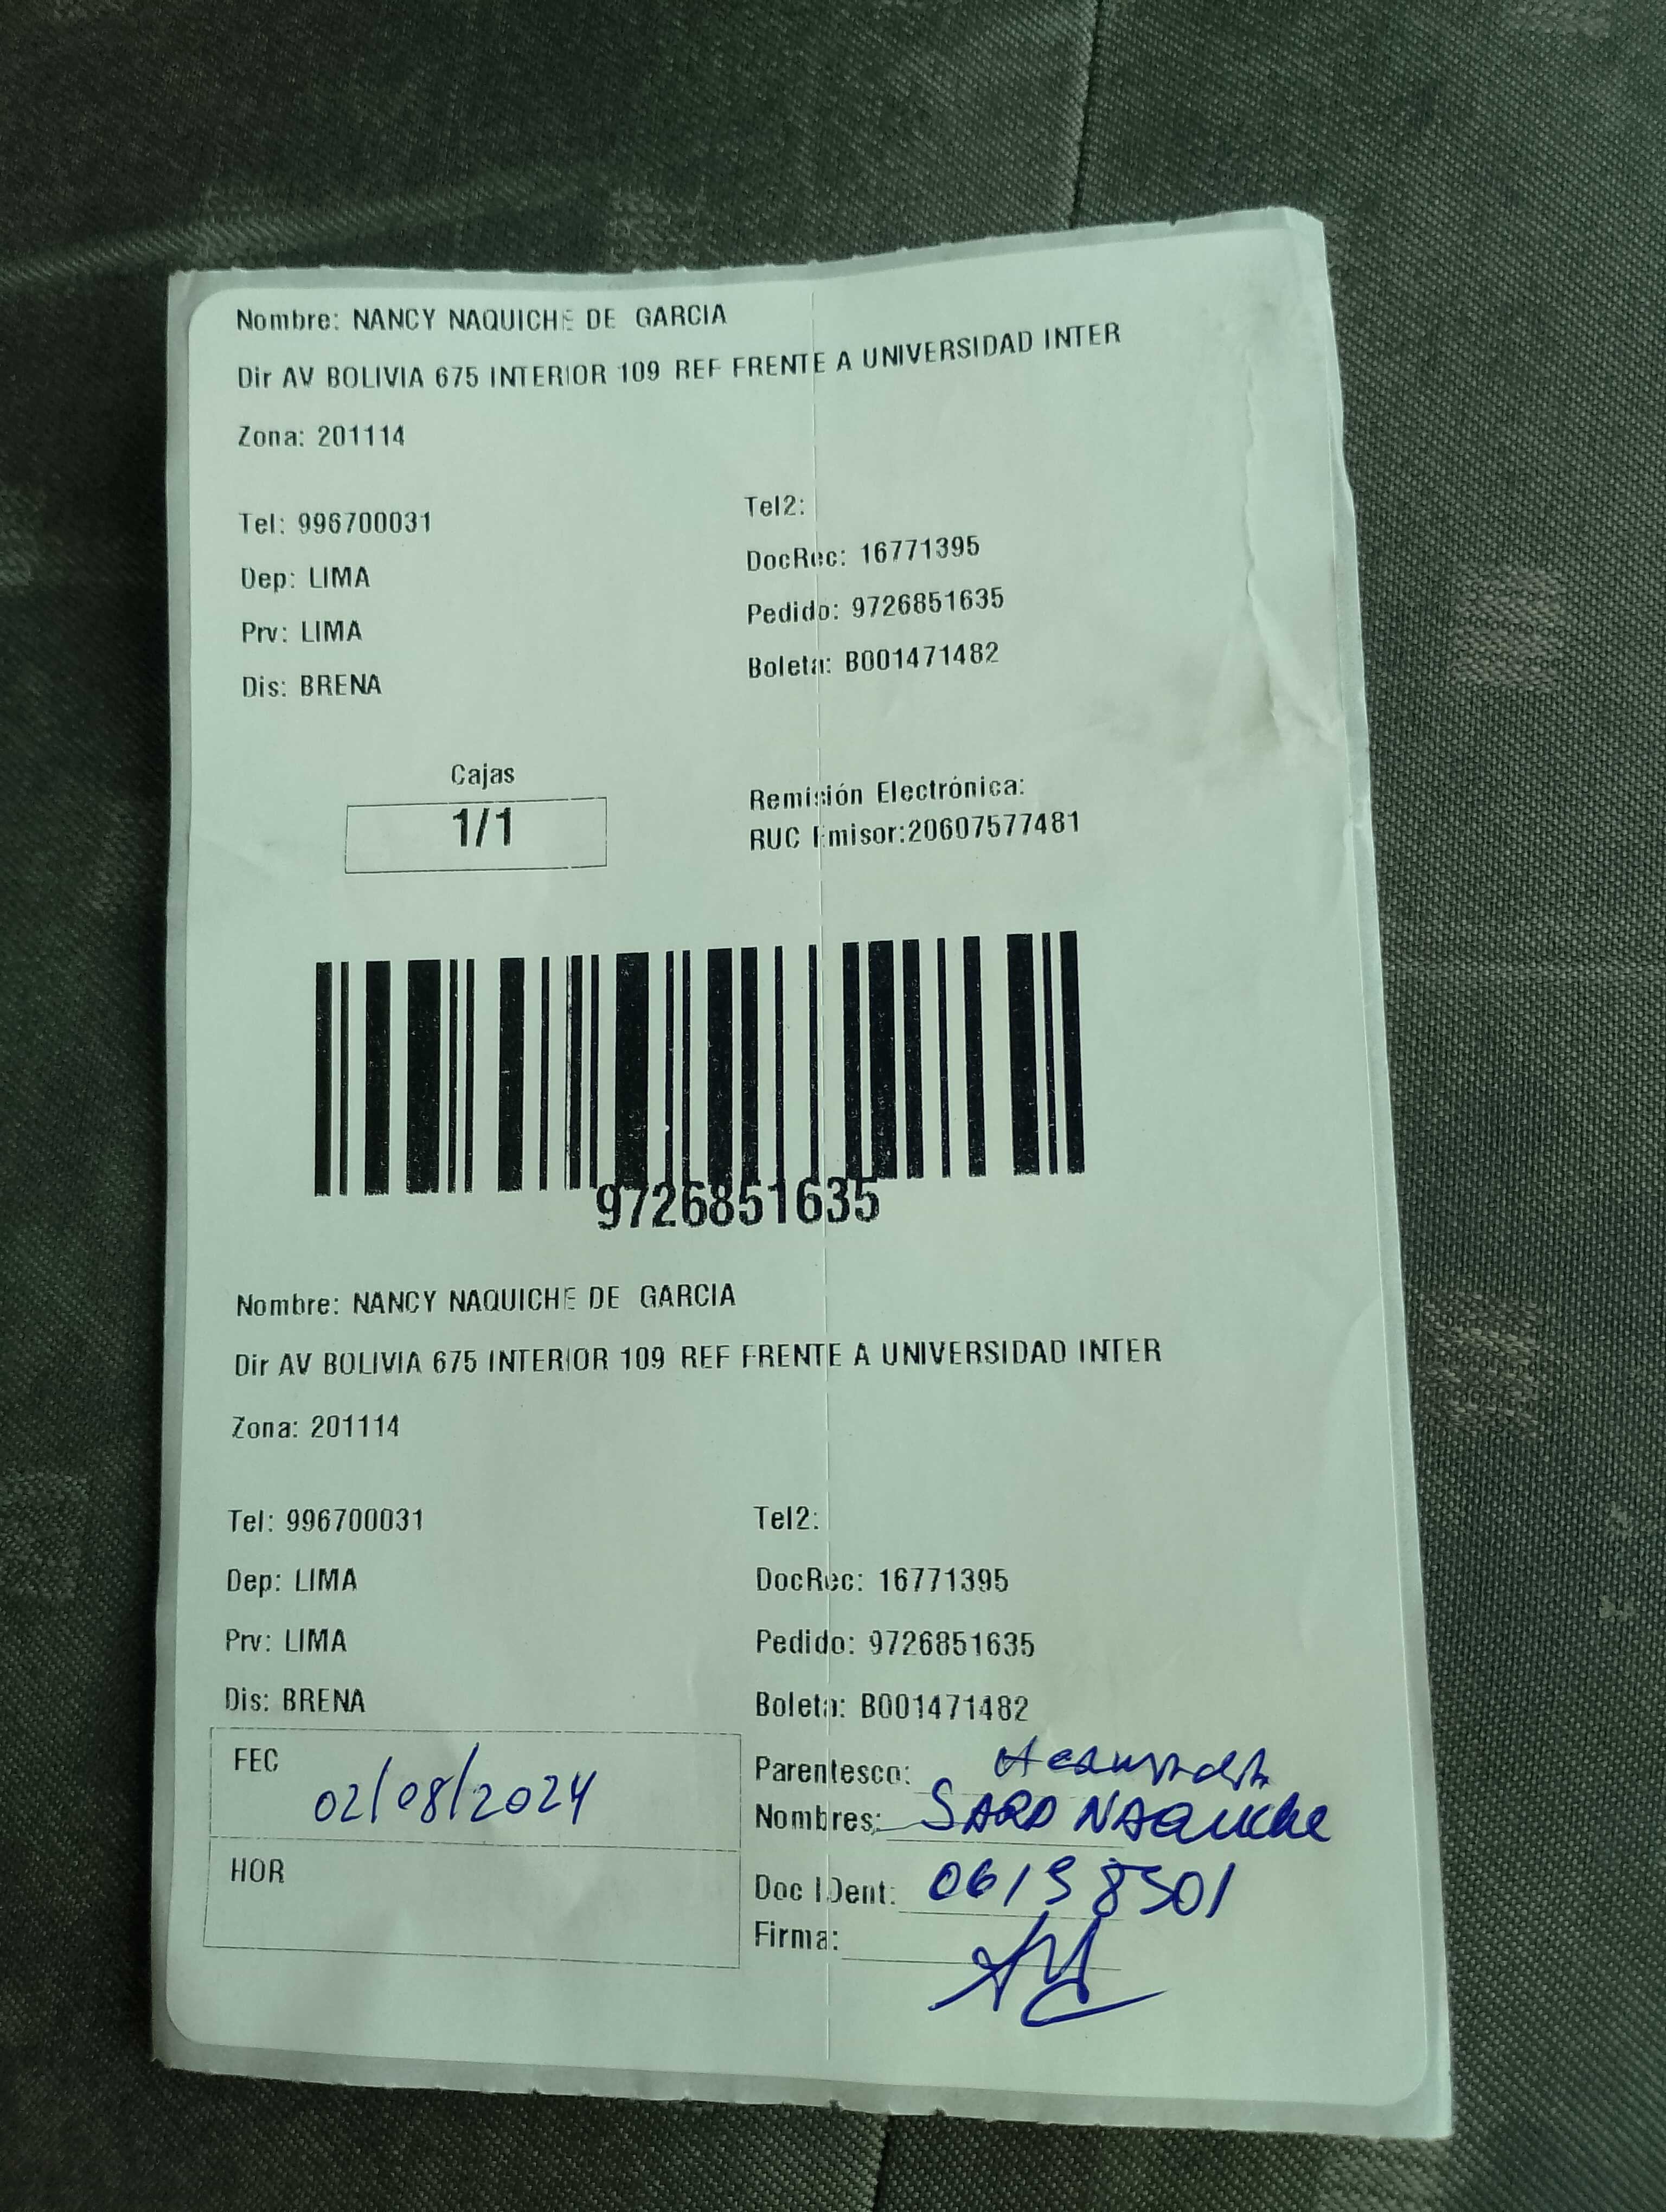 Nombre: NANCY NAQUICHE DE GARCIA
Dir AV BOLIVIA 675 INTERIOR 109 REF FRENTE A UNIVERSIDAD INTER
Zona: 201114
Tel: 996700031
Tel2:
Dep: LIMA
DocRec: 16771395
Prv: LIMA
Pedido: 9726851635
Dis: BRENA
Boleta: B001471482
Cajas
1/1
Remisión Electrónica:
RUC Emisor:20607577481
9726851635
Nombre: NANCY NAQUICHE DE GARCIA
Dir AV BOLIVIA 675 INTERIOR 109 REF FRENTE A UNIVERSIDAD INTER
Zona: 201114
Tel: 996700031
Tel2:
Dep: LIMA
DocRec: 16771395
Prv: LIMA
Pedido: 9726851635
Dis: BRENA
Boleta: B001471482
FEC 02/08/2024
HOR
Parentesco:
Nombres: Naquiche
Doc IDent:
Firma: